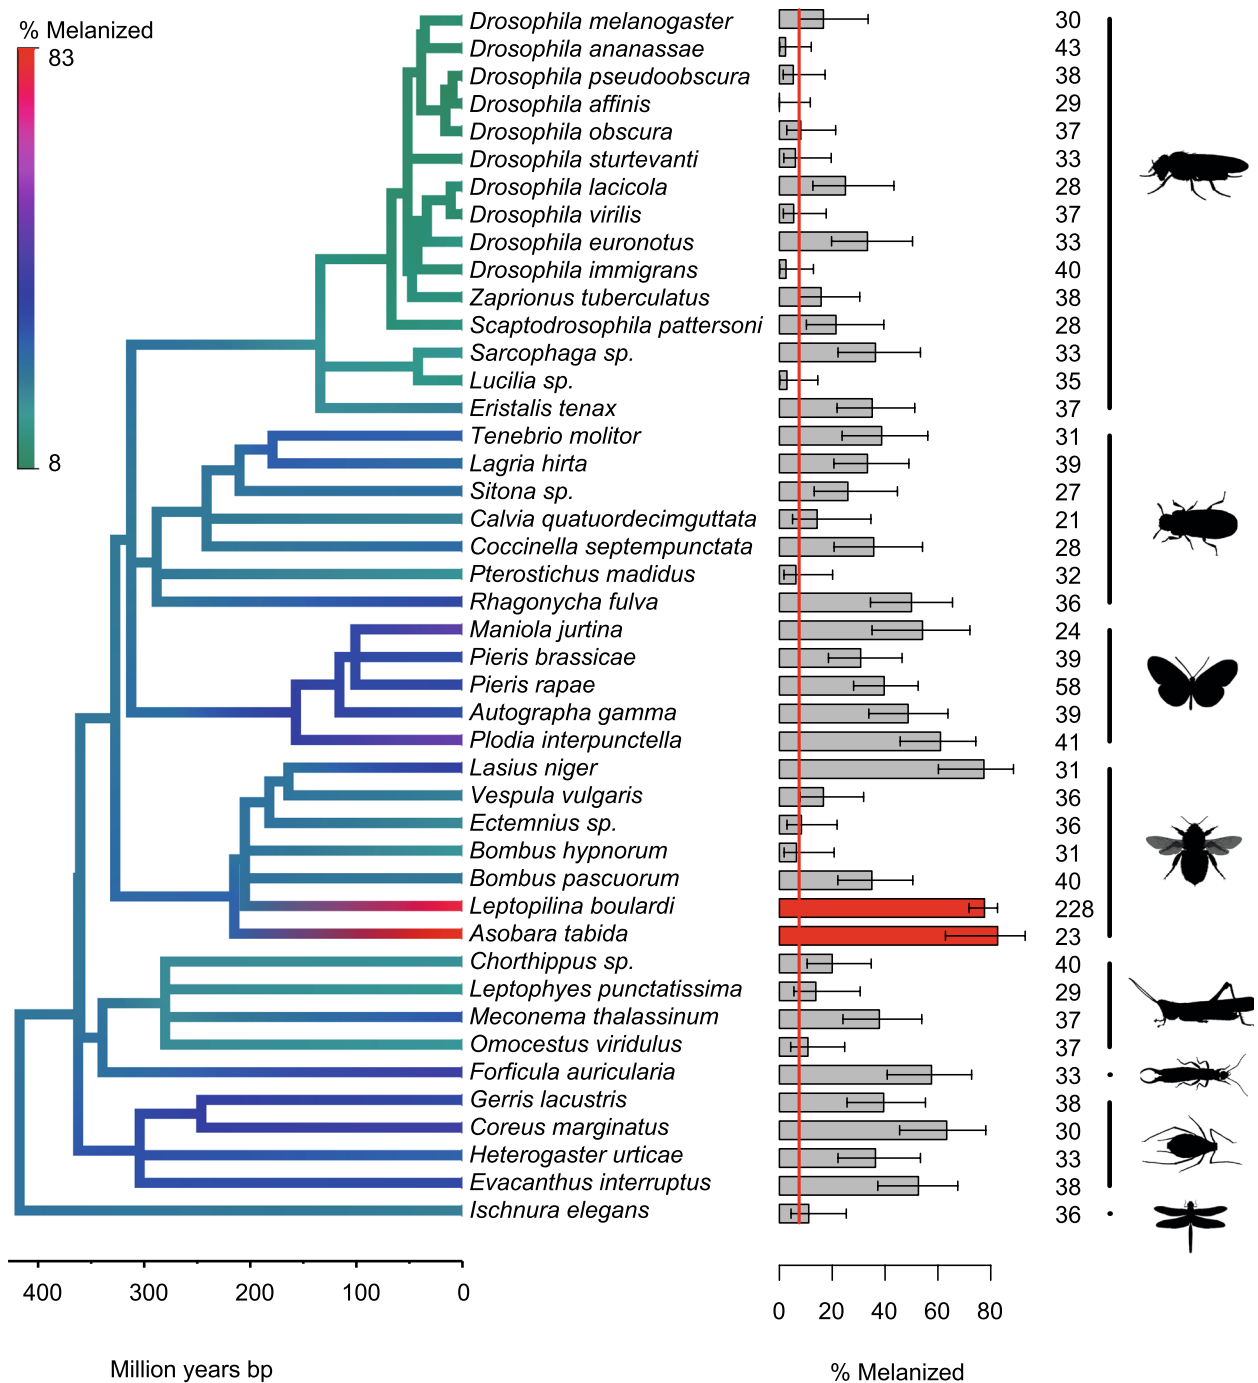 % Melanized
83
8
Drosophila melanogaster 30
Drosophila ananassae 43
Drosophila pseudoobscura 38
Drosophila affinis 29
Drosophila obscura 37
Drosophila sturtevanti 33
Drosophila lacicola 28
Drosophila virilis 37
Drosophila euronotus 33
Drosophila immigrans 40
Zaprionus tuberculatus 38
Scaptodrosophila pattersoni 28
Sarcophaga sp. 33
Lucilia sp. 35
Eristalis tenax 37
Tenebrio molitor 31
Lagria hirta 39
Sitona sp. 27
Calvia quatuordecimguttata 21
Coccinella septempunctata 28
Pterostichus madidus 32
Rhagonycha fulva 36
Maniola jurtina 24
Pieris brassicae 39
Pieris rapae 58
Autographa gamma 39
Plodia interpunctella 41
Lasius niger 31
Vespula vulgaris 36
Ectemnius sp. 36
Bombus hypnorum 31
Bombus pascuorum 40
Leptopilina boulardi 228
Asobara tabida 23
Chorthippus sp. 40
Leptophyes punctatissima 29
Meconema thalassinum 37
Omocestus viridulus 37
Forficula auricularia 33
Gerris lacustris 38
Coreus marginatus 30
Heterogaster urticae 33
Evacanthus interruptus 38
Ischnura elegans 36
400 300 200 100 0
0 20 40 60 80
Million years bp
% Melanized